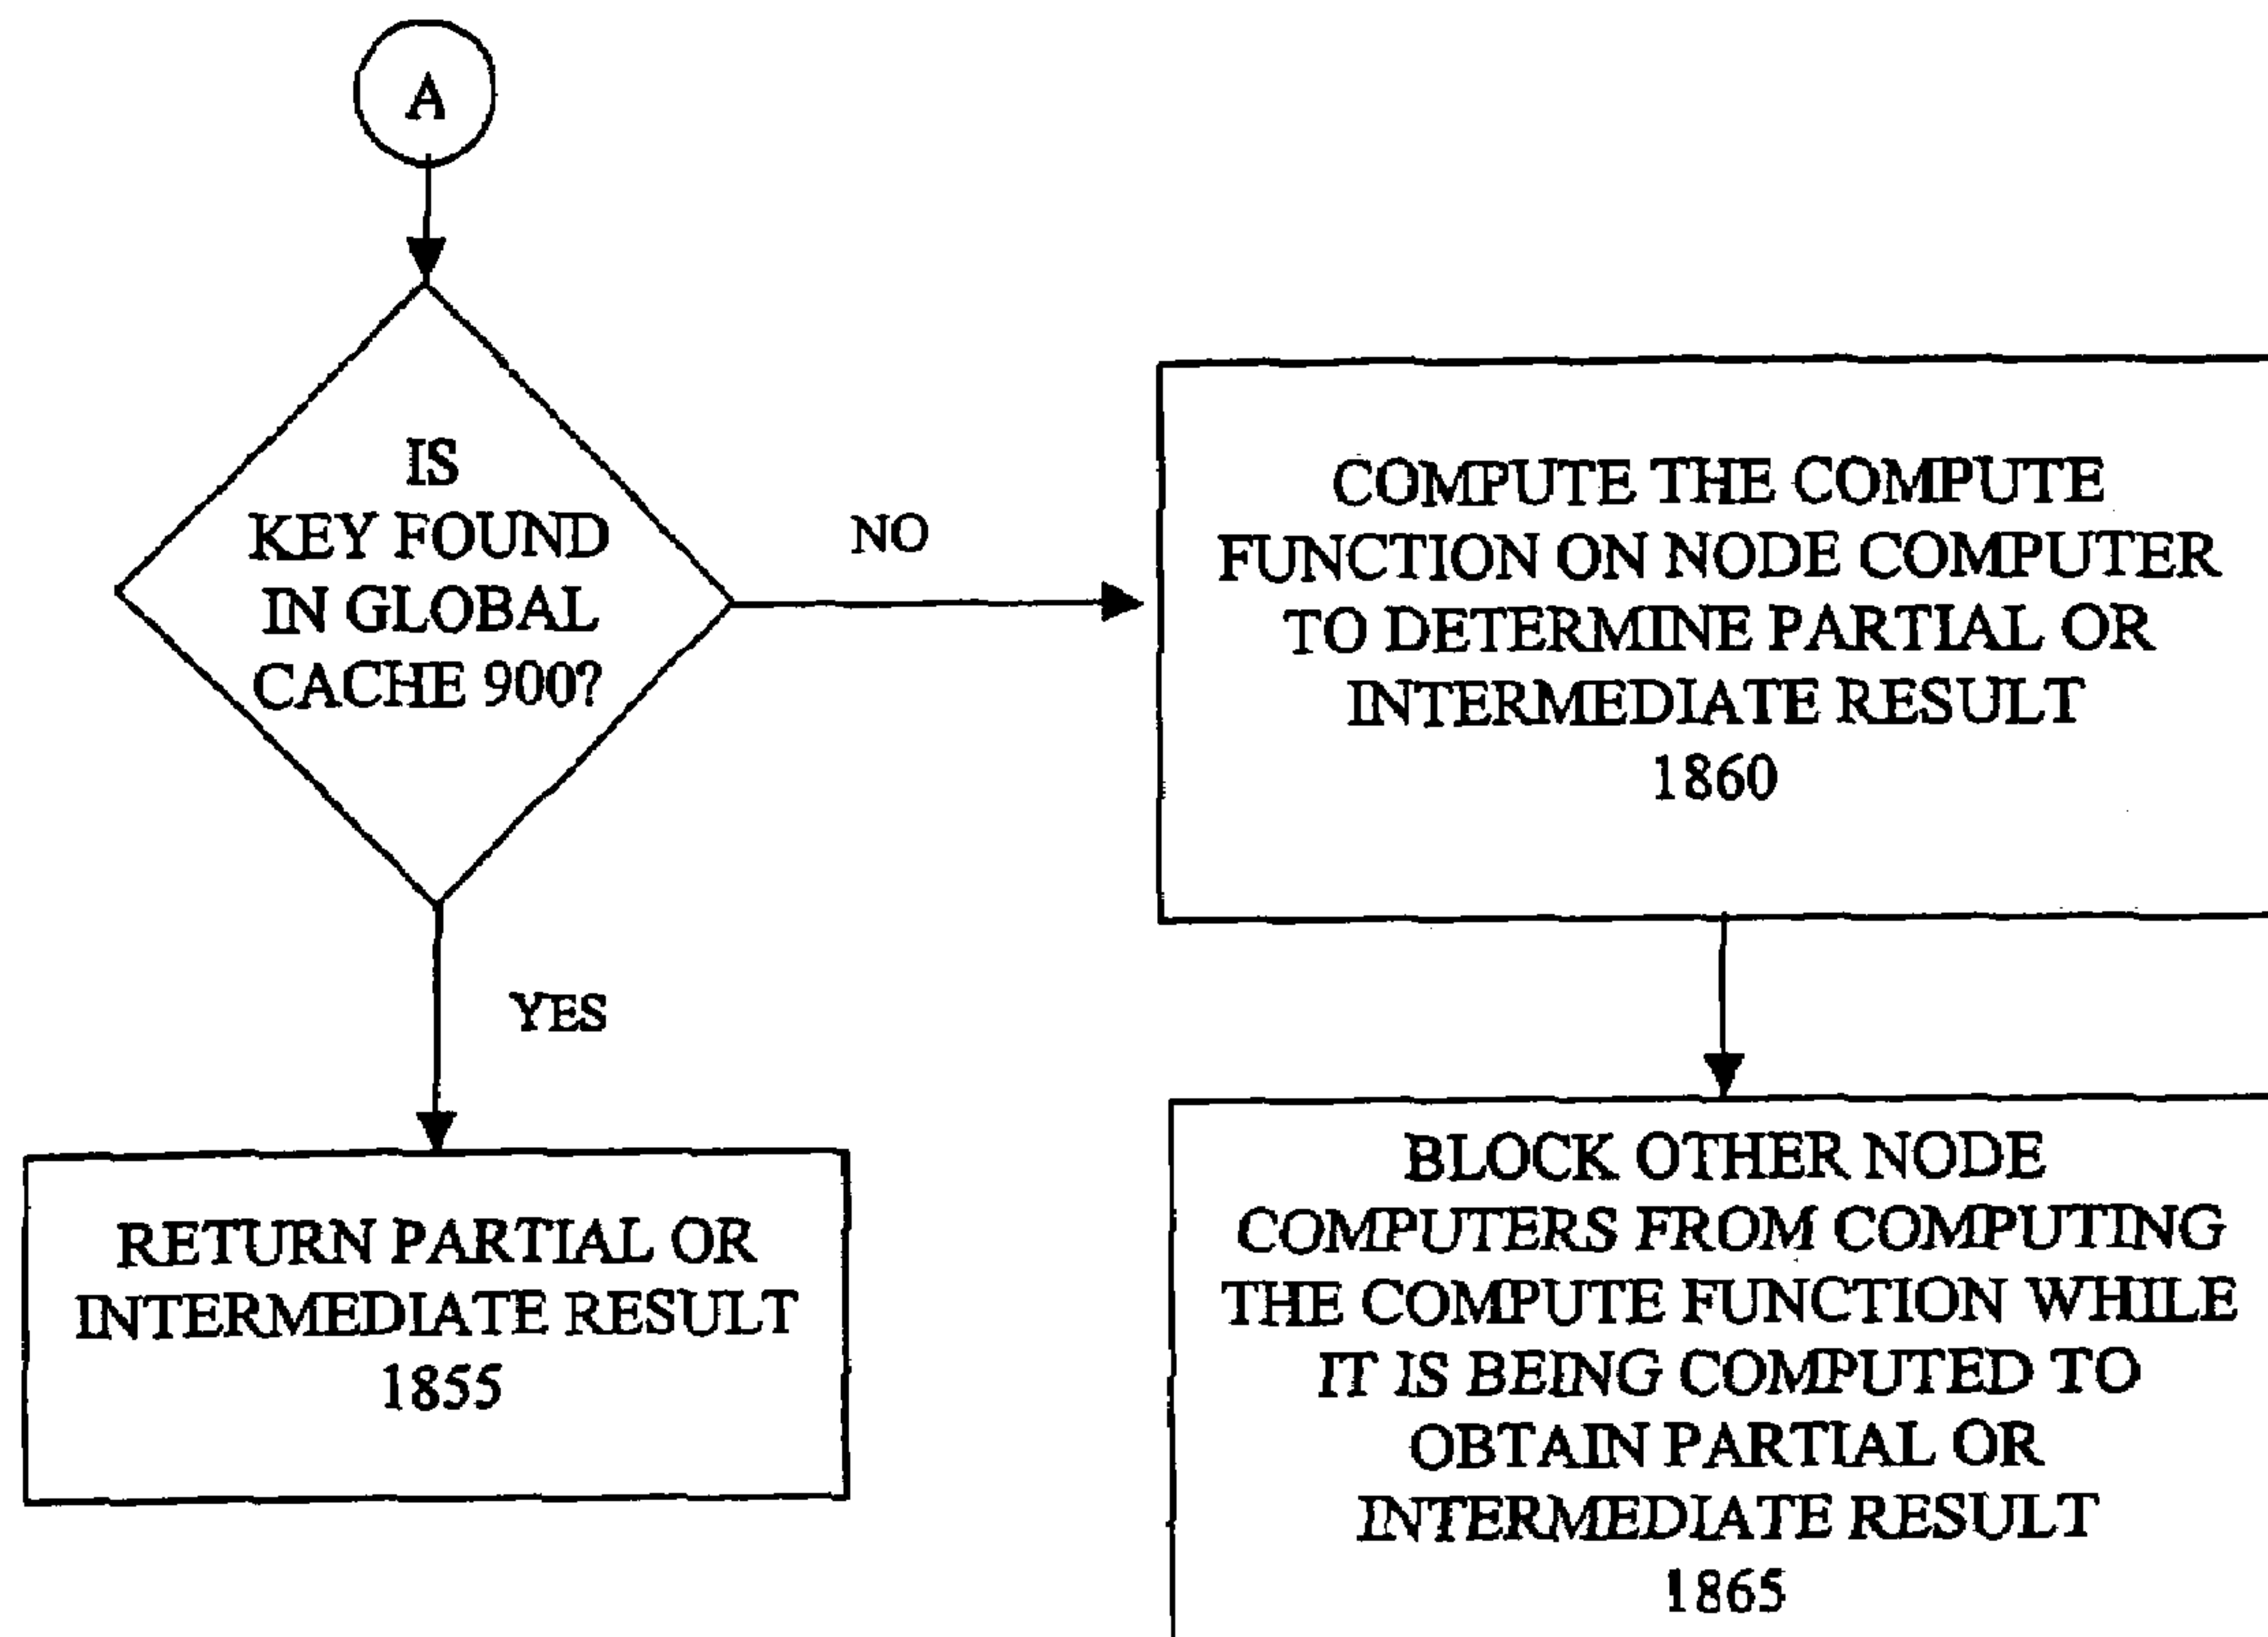 A
IS
KEY FOUND
IN GLOBAL
CACHE 900?
NO
COMPUTE THE COMPUTE
FUNCTION ON NODE COMPUTER
TO DETERMINE PARTIAL OR
INTERMEDIATE RESULT
1860
YES
RETURN PARTIAL OR
INTERMEDIATE RESULT
1855
BLOCK OTHER NODE
COMPUTERS FROM COMPUTING
THE COMPUTE FUNCTION WHILE
IT IS BEING COMPUTED TO
OBTAIN PARTIAL OR
INTERMEDIATE RESULT
1865